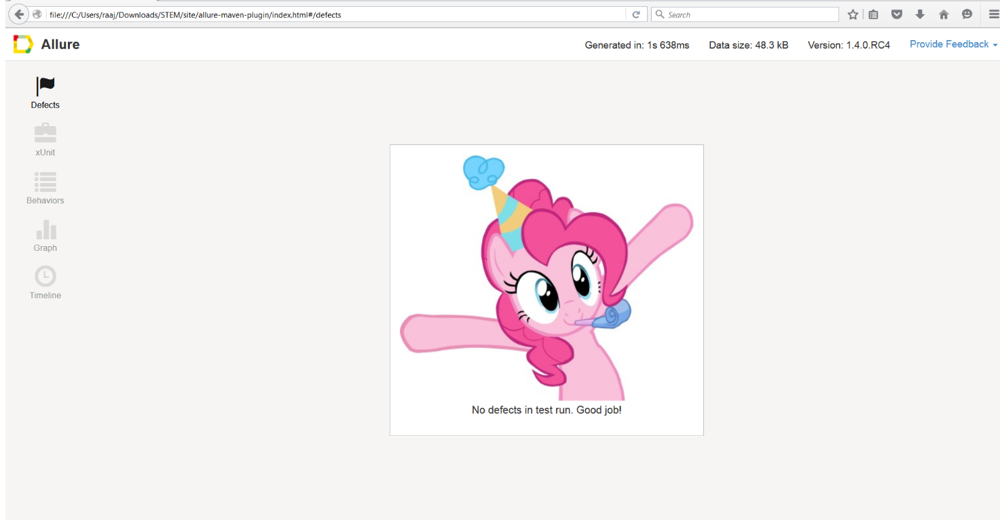 file:///C:/Users/raaj/Downloads/STEM/site/allure-maven-plugin/index.html#/defects
Search
Allure
Generated in: 1s 638ms Data size: 48.3 kB Version: 1.4.0.RC4 Provide Feedback
Defects
xUnit
Behaviors
Graph
Timeline
No defects in test run. Good job!